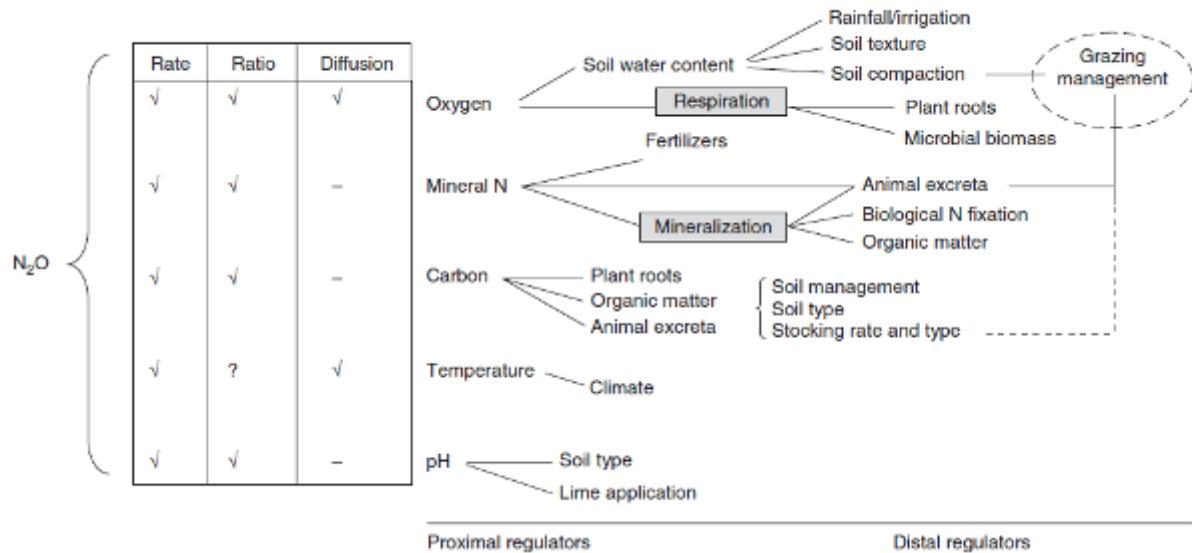 Rate Ratio Diffusion
√ √ √
√ √ –
√ √ –
√ ? √
√ √ –
N₂O
Oxygen
Soil water content
Rainfall/irrigation
Soil texture
Soil compaction
Grazing
management
Respiration
Plant roots
Microbial biomass
Fertilizers
Mineral N
Animal excreta
Mineralization
Biological N fixation
Organic matter
Carbon
Plant roots
Organic matter
Animal excreta
Soil management
Soil type
Stocking rate and type
Temperature
Climate
pH
Soil type
Lime application
Proximal regulators
Distal regulators